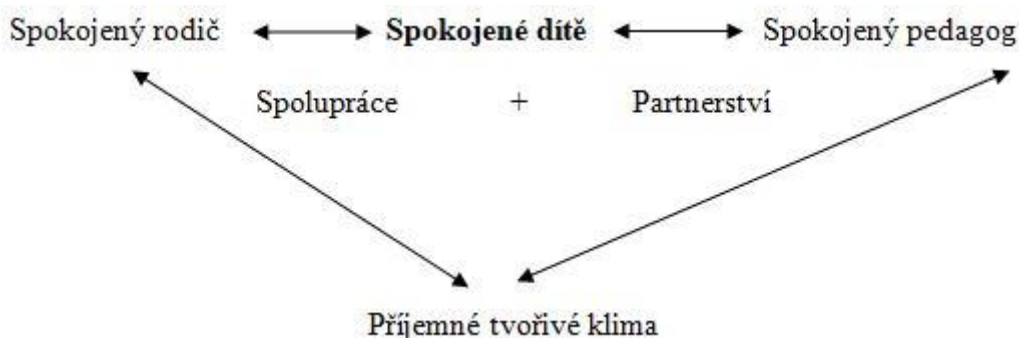 Spokojený rodič Spokojené dítě Spokojený pedagog
Spolupráce + Partnerství
Příjemné tvořivé klima